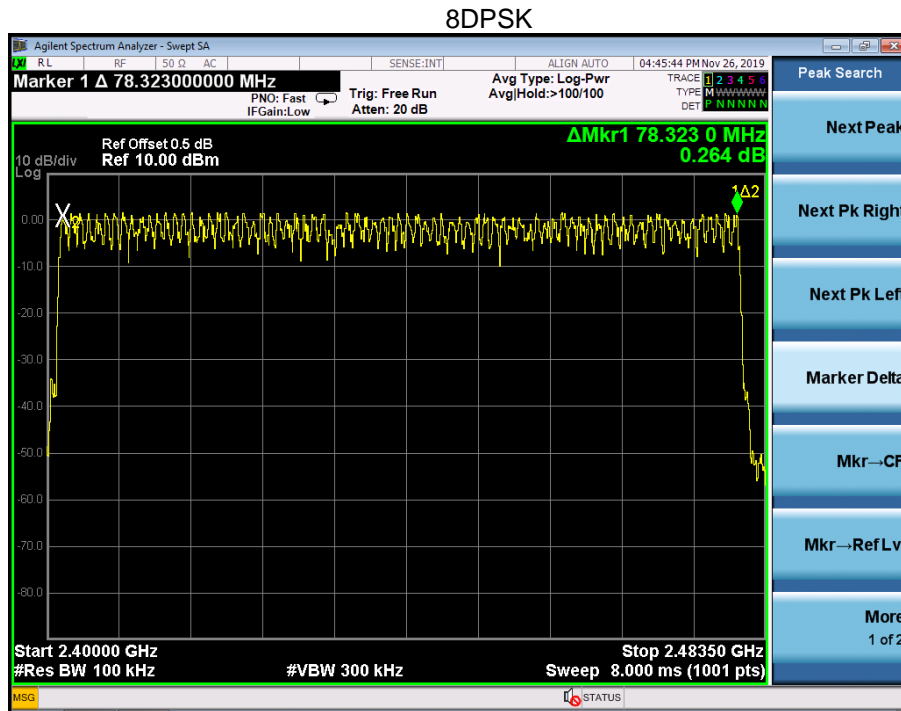 8DPSK
Agilent Spectrum Analyzer - Swept SA
LXI RL RF 50 Ω AC SENSE:INT ALIGN AUTO 04:45:44 PM Nov 26, 2019
Marker 1 Δ 78.323000000 MHz
PNO: Fast
IFGain:Low
Trig: Free Run
Atten: 20 dB
Avg Type: Log-Pwr
Avg|Hold:>100/100
TRACE 1 2 3 4 5 6
TYPE M WWWWW
DET P N N N N N
Peak Search
ΔMkr1 78.323 0 MHz
0.264 dB
Ref Offset 0.5 dB
10 dB/div Ref 10.00 dBm
Log
1Δ2
X2
0.00
-10.0
-20.0
-30.0
-40.0
-50.0
-60.0
-70.0
-80.0
Start 2.40000 GHz Stop 2.48350 GHz
#Res BW 100 kHz #VBW 300 kHz Sweep 8.000 ms (1001 pts)
MSG STATUS
Next Peak
Next Pk Right
Next Pk Left
Marker Delta
Mkr→CF
Mkr→Ref Lv
More
1 of 2